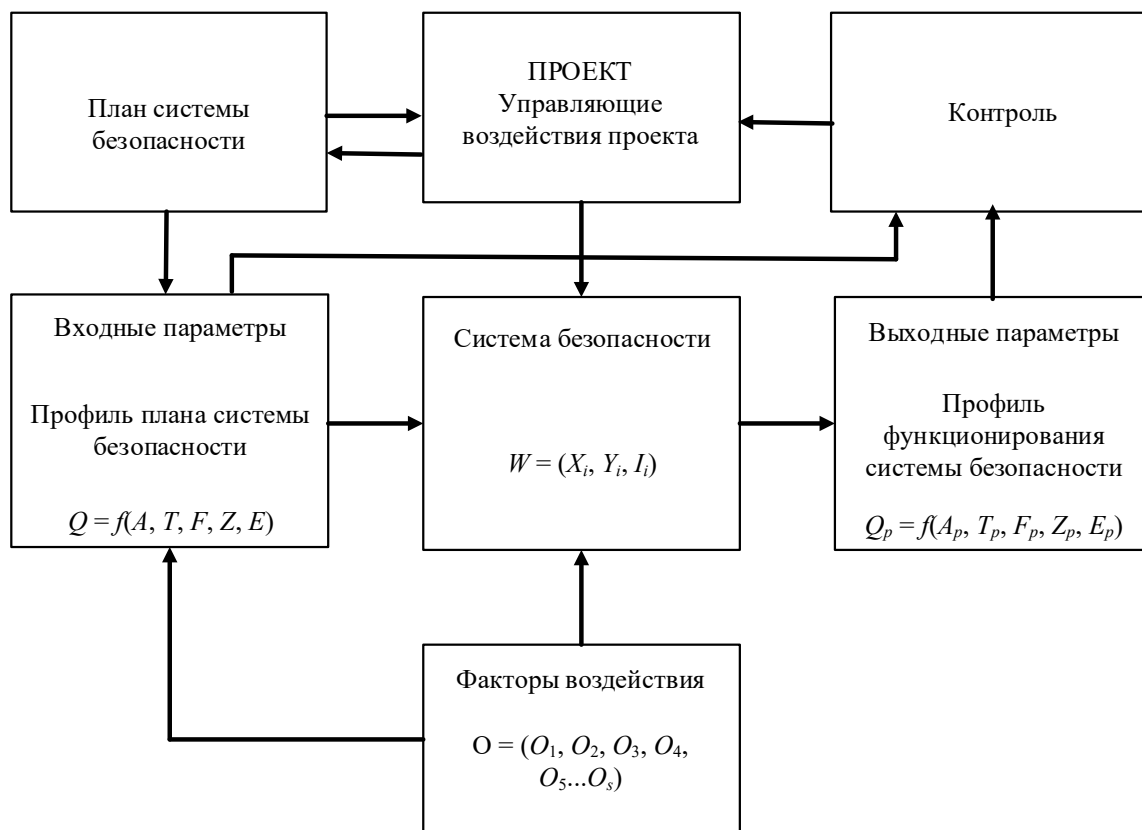 План системы
безопасности
ПРОЕКТ
Управляющие
воздействия проекта
Контроль
Входные параметры
Профиль плана системы
безопасности
Q = f(A, T, F, Z, E)
Система безопасности
W = (Xᵢ, Yᵢ, Iᵢ)
Выходные параметры
Профиль
функционирования
системы безопасности
Qₚ = f(Aₚ, Tₚ, Fₚ, Zₚ, Eₚ)
Факторы воздействия
O = (O₁, O₂, O₃, O₄,
O₅...Oₛ)